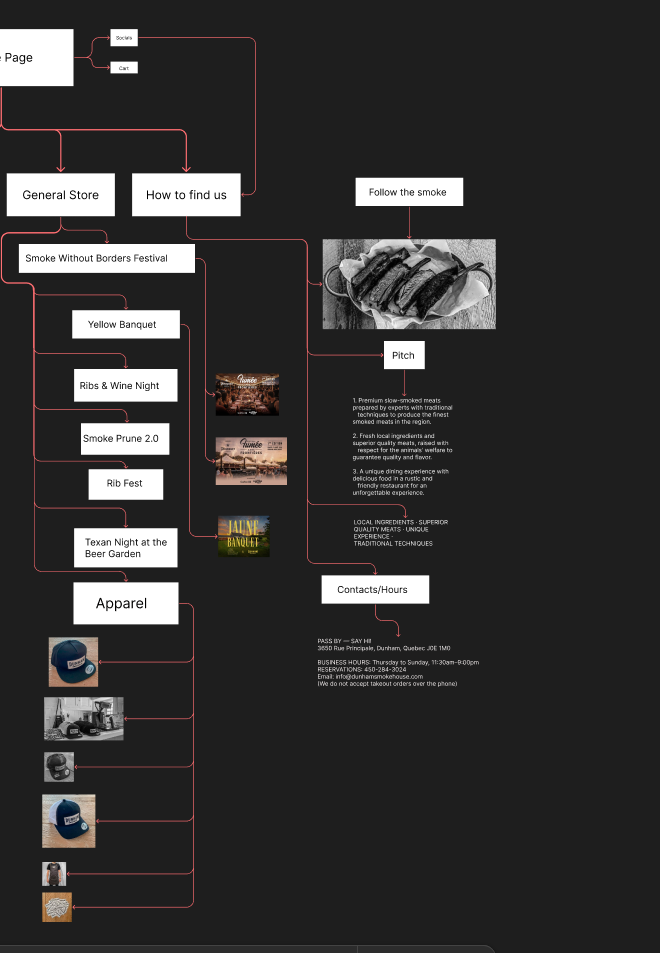 e Page
Socials
Cart
General Store
How to find us
Follow the smoke
Smoke Without Borders Festival
Yellow Banquet
Ribs & Wine Night
Smoke Prune 2.0
Rib Fest
Texan Night at the
Beer Garden
Apparel
Fumée
Fumée
JAUNE
BANQUET
Pitch
1. Premium slow-smoked meats
prepared by experts with traditional
techniques to produce the finest
smoked meats in the region.
2. Fresh local ingredients and
superior quality meats, raised with
respect for the animals' welfare to
guarantee quality and flavor.
3. A unique dining experience with
delicious food in a rustic and
friendly restaurant for an
unforgettable experience.
LOCAL INGREDIENTS · SUPERIOR
QUALITY MEATS · UNIQUE
EXPERIENCE ·
TRADITIONAL TECHNIQUES
Contacts/Hours
PASS BY — SAY HI!
3650 Rue Principale, Dunham, Quebec J0E 1M0
BUSINESS HOURS: Thursday to Sunday, 11:30am-9:00pm
RESERVATIONS: 450-284-3024
Email: info@dunhamsmokehouse.com
(We do not accept takeout orders over the phone)